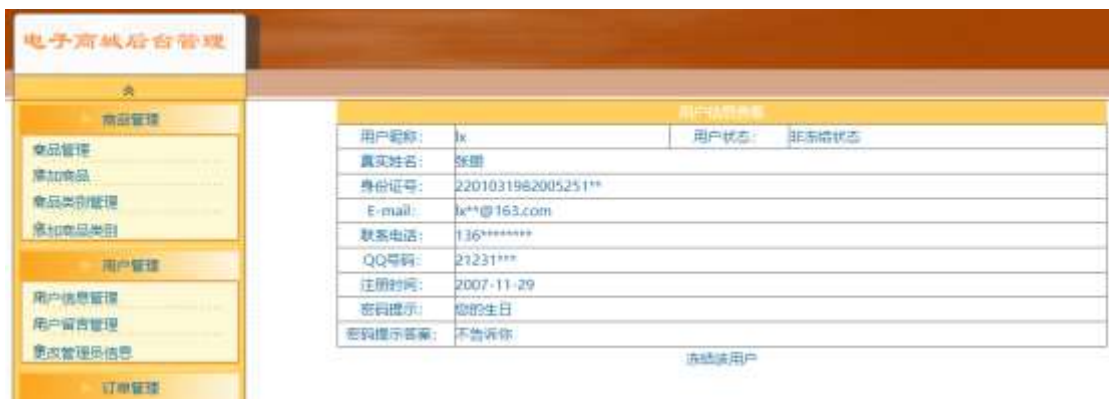 电子商城后台管理
商品管理
商品管理
添加商品
商品类别管理
添加商品类别
用户管理
用户信息管理
用户留言管理
更改管理员信息
订单管理
用户信息查看
用户昵称： lx 用户状态： 非冻结状态
真实姓名： 张丽
身份证号： 2201031982005251**
E-mail： lx**@163.com
联系电话： 136********
QQ号码： 21231***
注册时间： 2007-11-29
密码提示： 您的生日
密码提示答案： 不告诉你
冻结该用户